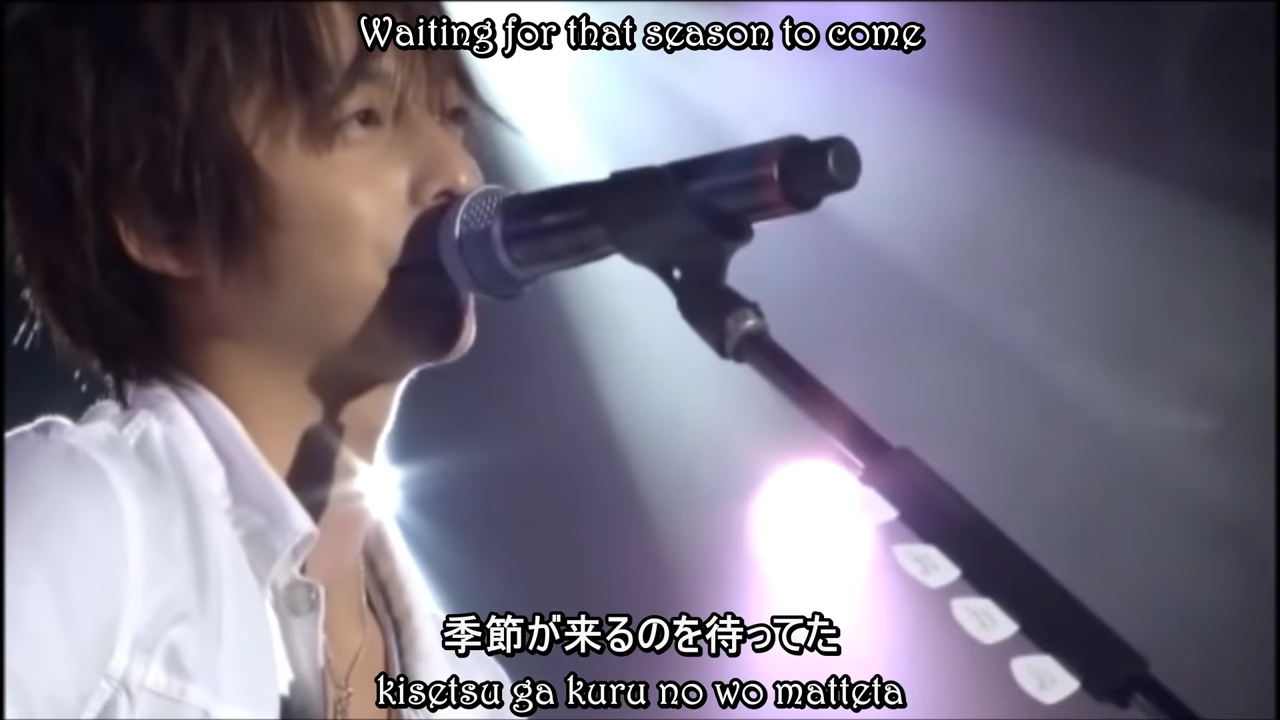 Waiting for that season to come
季節が来るのを待ってた
kisetsu ga kuru no wo matteta